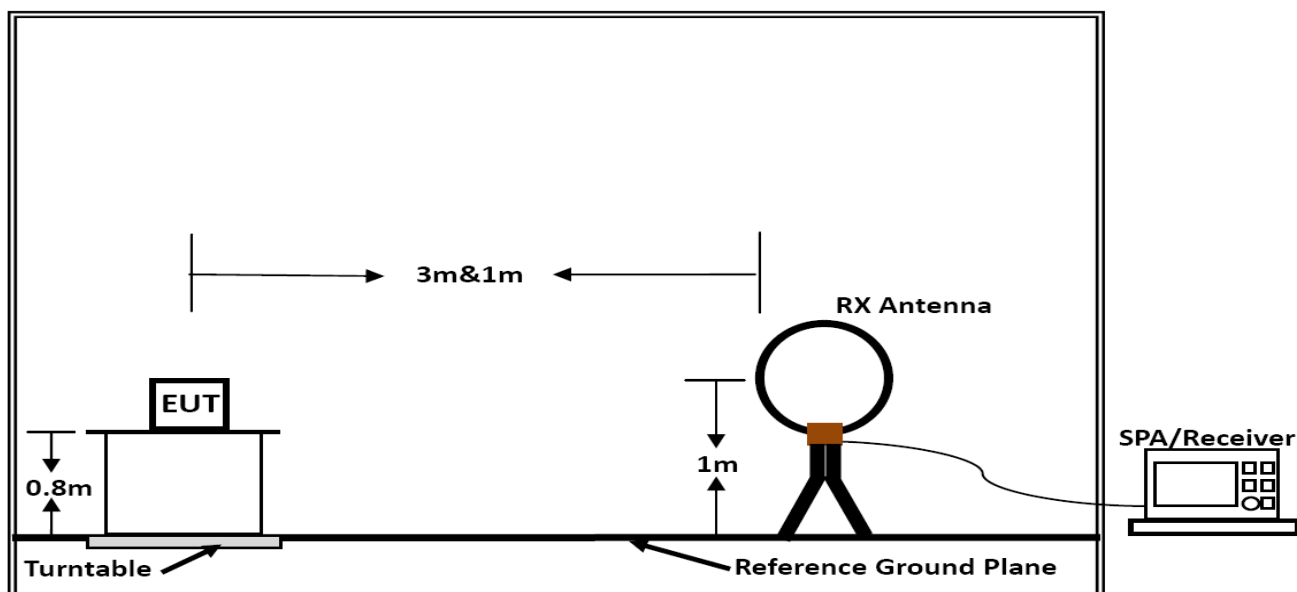 3m&1m
RX Antenna
EUT
SPA/Receiver
1m
0.8m
Turntable
Reference Ground Plane